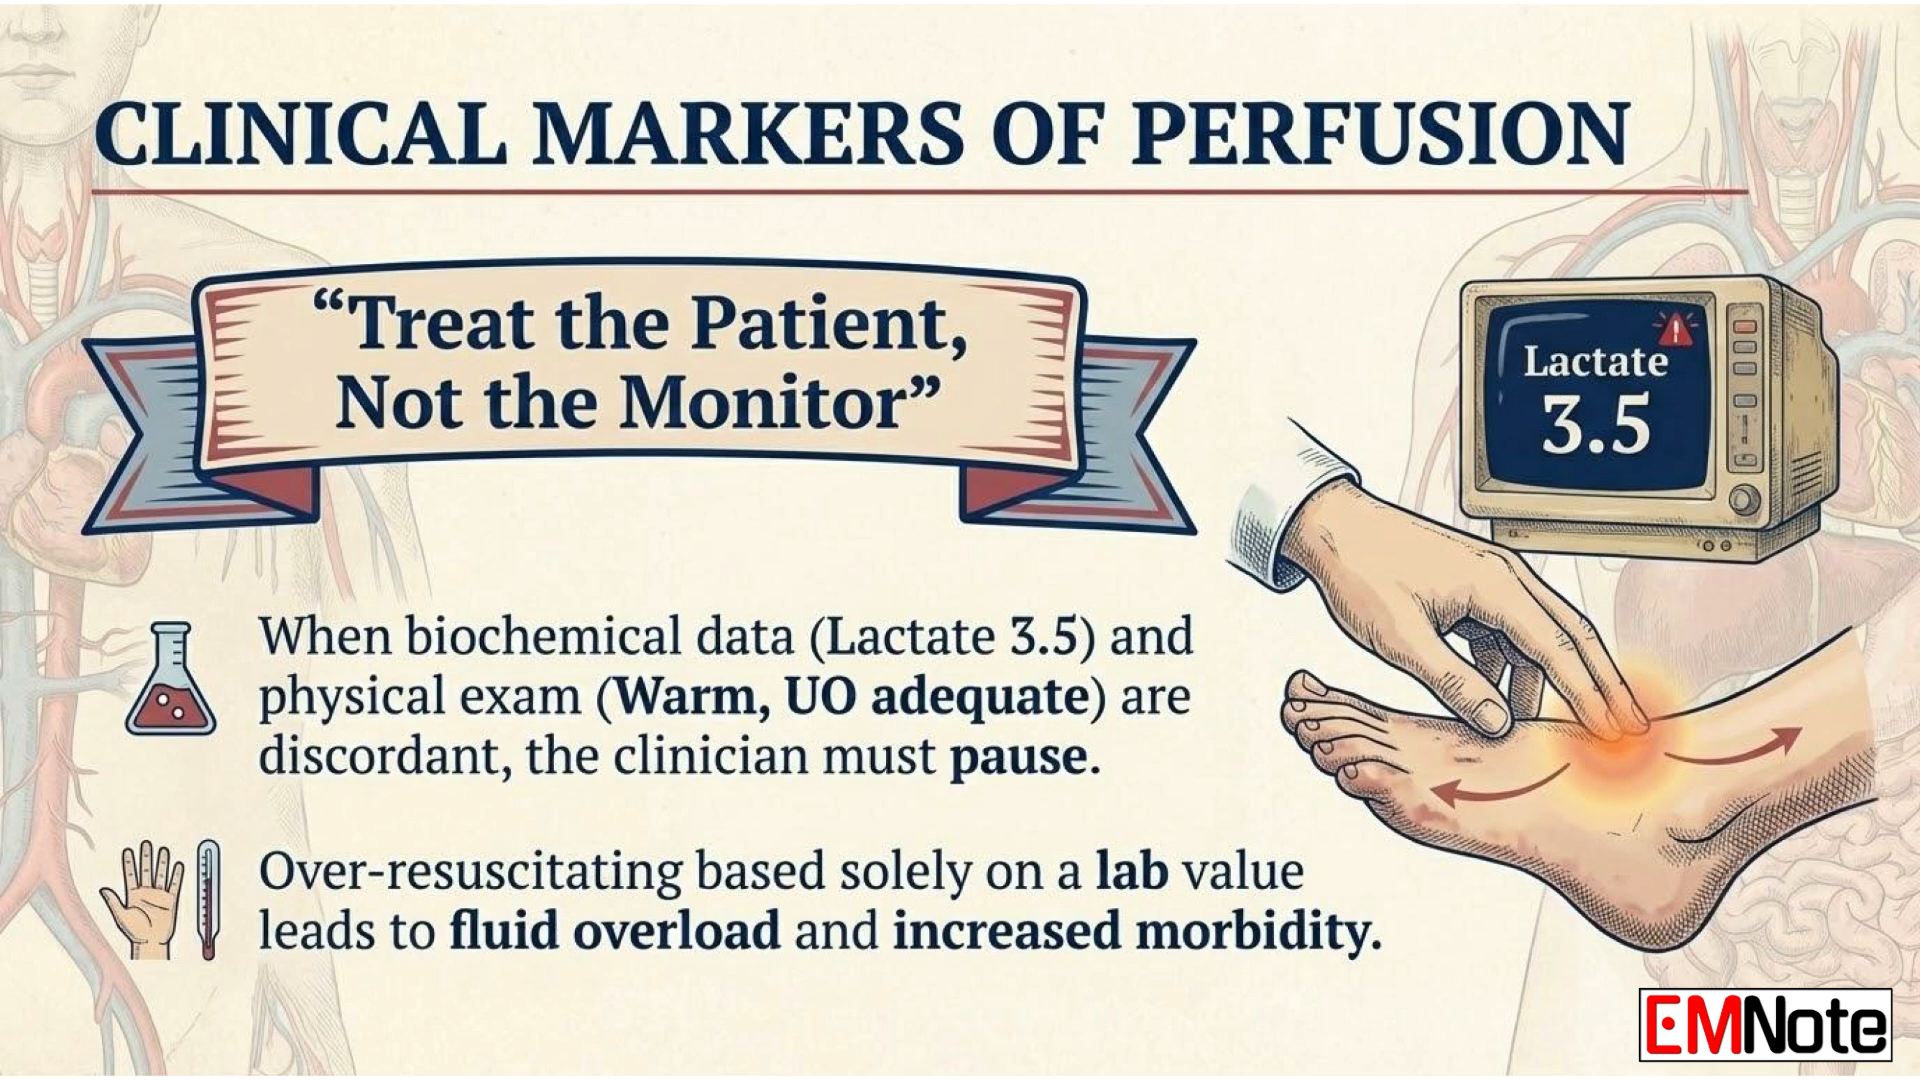 CLINICAL MARKERS OF PERFUSION
“Treat the Patient,
Not the Monitor”
Lactate
3.5
When biochemical data (Lactate 3.5) and
physical exam (Warm, UO adequate) are
discordant, the clinician must pause.
Over-resuscitating based solely on a lab value
leads to fluid overload and increased morbidity.
EMNote